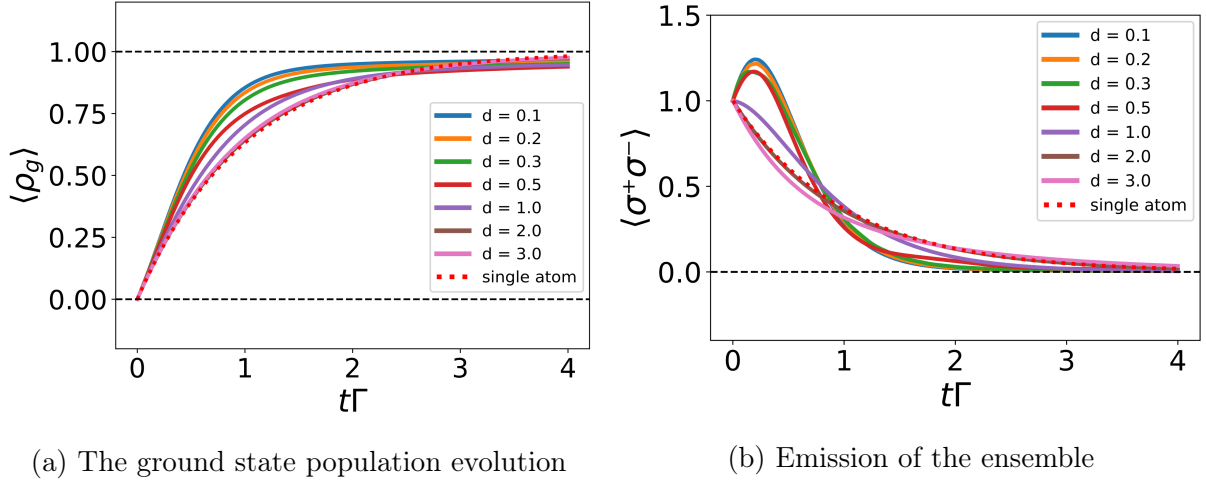 1.00
0.75
0.50
0.25
0.00
⟨ρg⟩
0
1
2
3
4
tΓ
d = 0.1
d = 0.2
d = 0.3
d = 0.5
d = 1.0
d = 2.0
d = 3.0
single atom
(a) The ground state population evolution
1.5
1.0
0.5
0.0
⟨σ⁺σ⁻⟩
0
1
2
3
4
tΓ
d = 0.1
d = 0.2
d = 0.3
d = 0.5
d = 1.0
d = 2.0
d = 3.0
single atom
(b) Emission of the ensemble